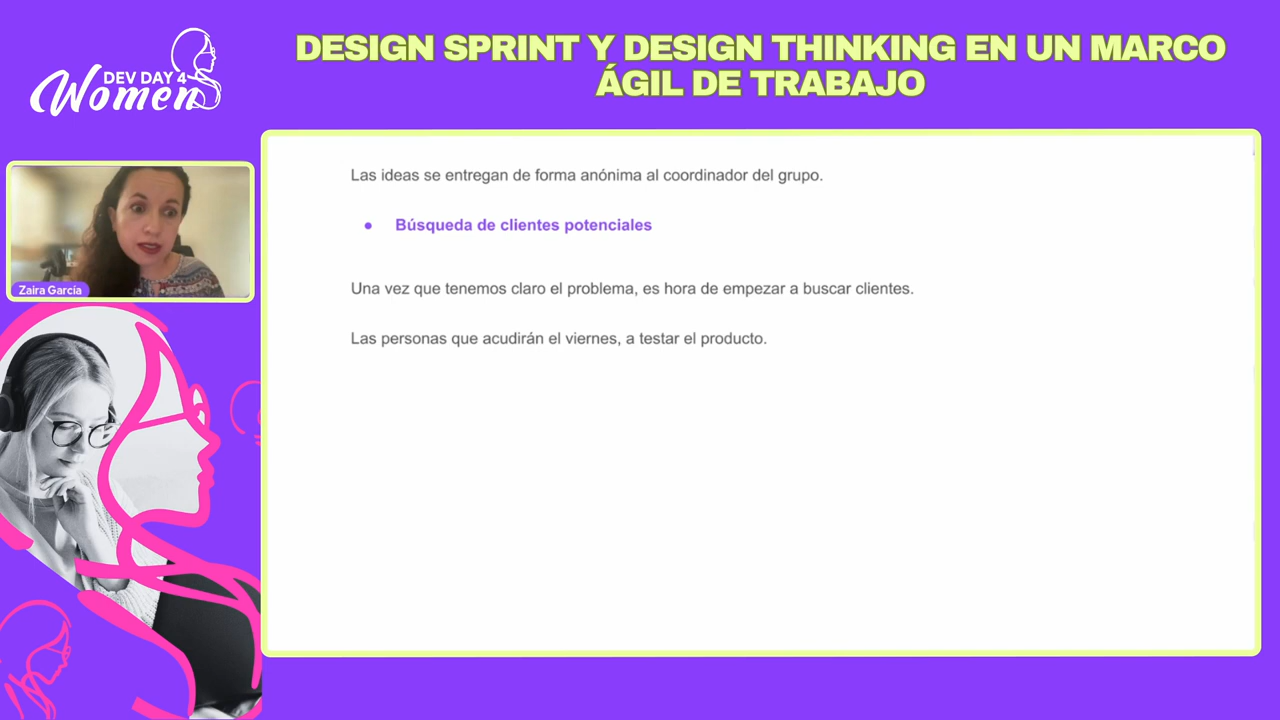 DEV DAY 4
Women
DESIGN SPRINT Y DESIGN THINKING EN UN MARCO
ÁGIL DE TRABAJO
Zaira García
Las ideas se entregan de forma anónima al coordinador del grupo.
● Búsqueda de clientes potenciales
Una vez que tenemos claro el problema, es hora de empezar a buscar clientes.
Las personas que acudirán el viernes, a testar el producto.